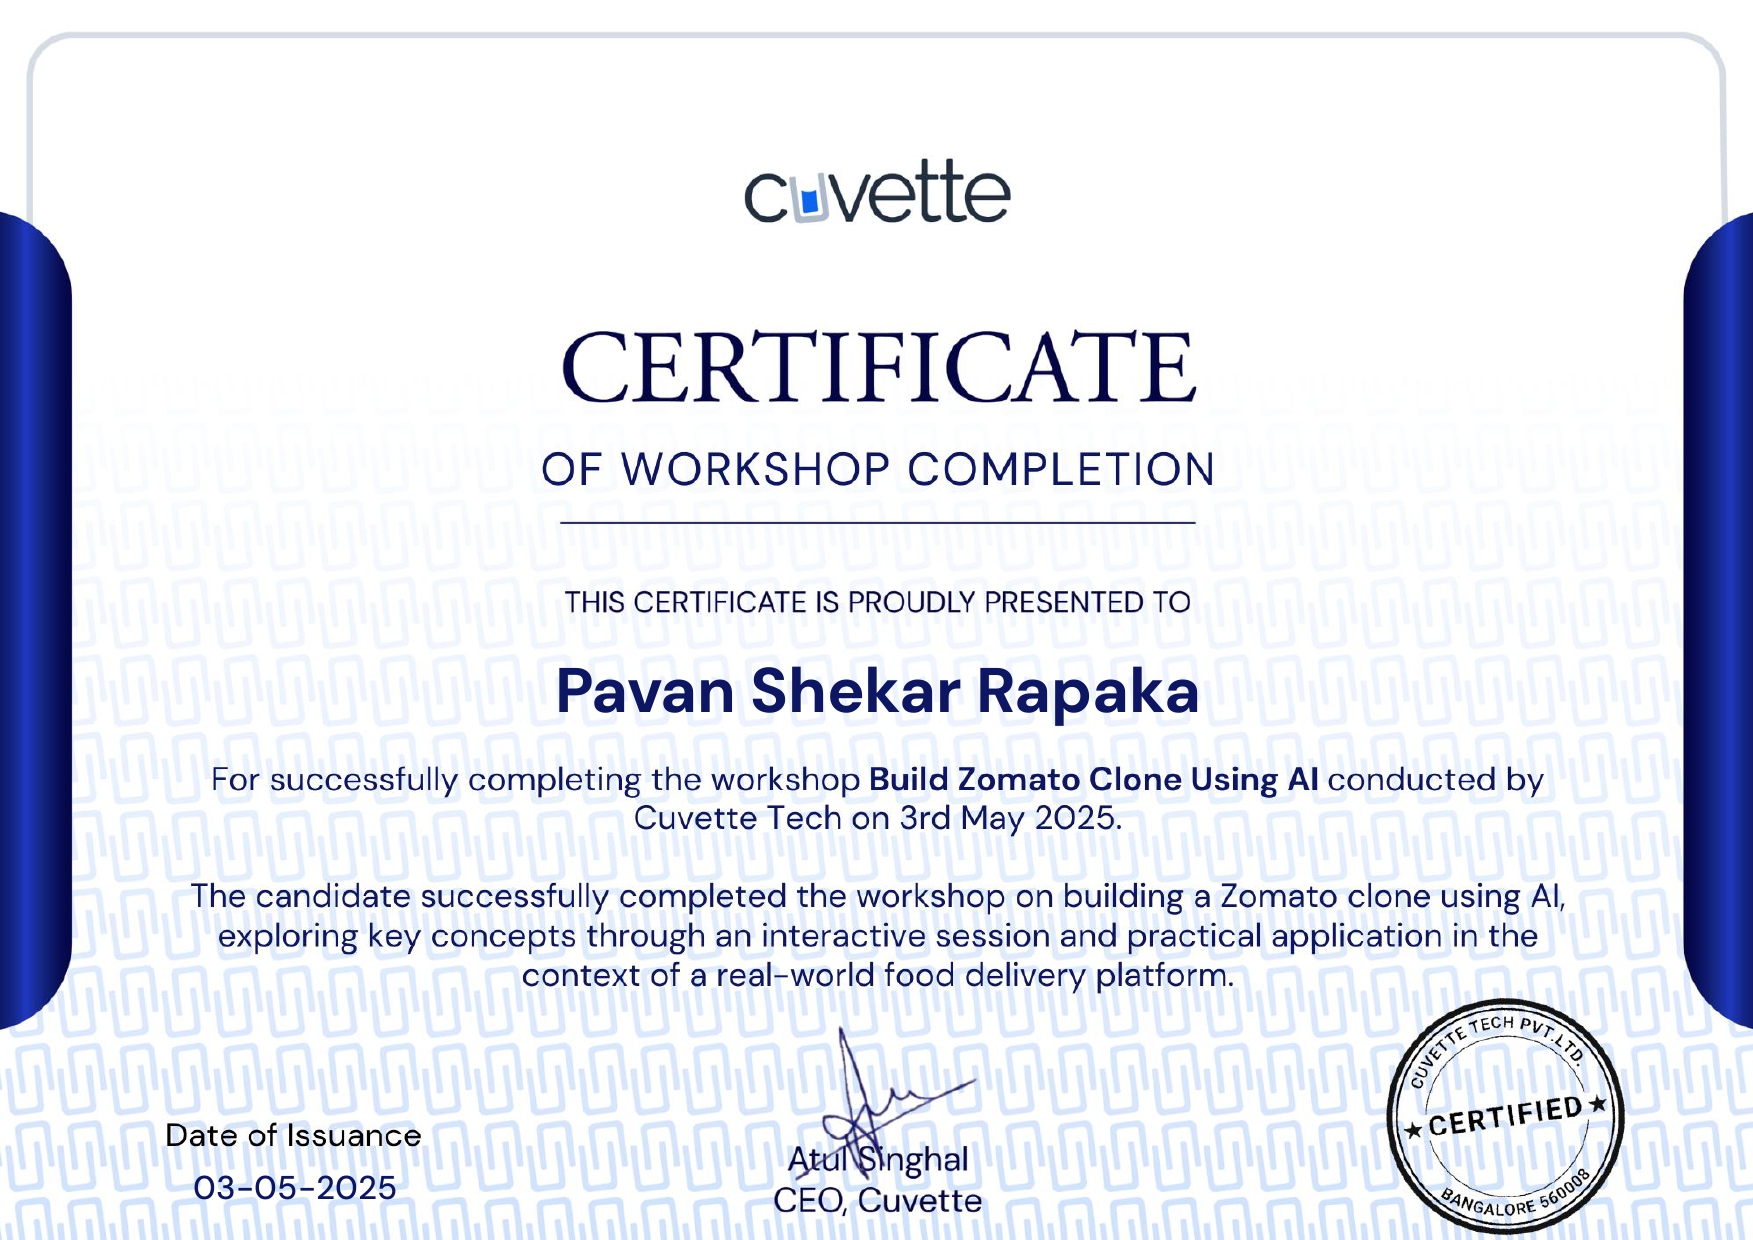 cuvette
CERTIFICATE
OF WORKSHOP COMPLETION
THIS CERTIFICATE IS PROUDLY PRESENTED TO
Pavan Shekar Rapaka
For successfully completing the workshop Build Zomato Clone Using AI conducted by
Cuvette Tech on 3rd May 2025.
The candidate successfully completed the workshop on building a Zomato clone using AI,
exploring key concepts through an interactive session and practical application in the
context of a real-world food delivery platform.
Date of Issuance
03-05-2025
Atul Singhal
CEO, Cuvette
CUVETTE TECH PVT.LTD.
★ CERTIFIED ★
BANGALORE 560008